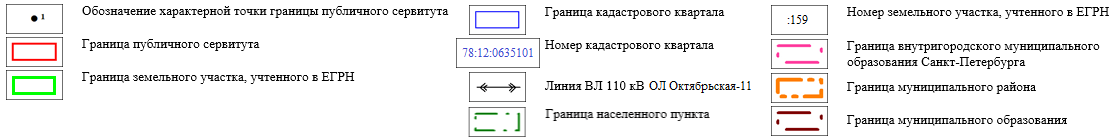 1
Обозначение характерной точки границы публичного сервитута
Граница публичного сервитута
Граница земельного участка, учтенного в ЕГРН
Граница кадастрового квартала
78:12:0635101
Номер кадастрового квартала
Линия ВЛ 110 кВ ОЛ Октябрьская-11
Граница населенного пункта
:159
Номер земельного участка, учтенного в ЕГРН
Граница внутригородского муниципального
образования Санкт-Петербурга
Граница муниципального района
Граница муниципального образования